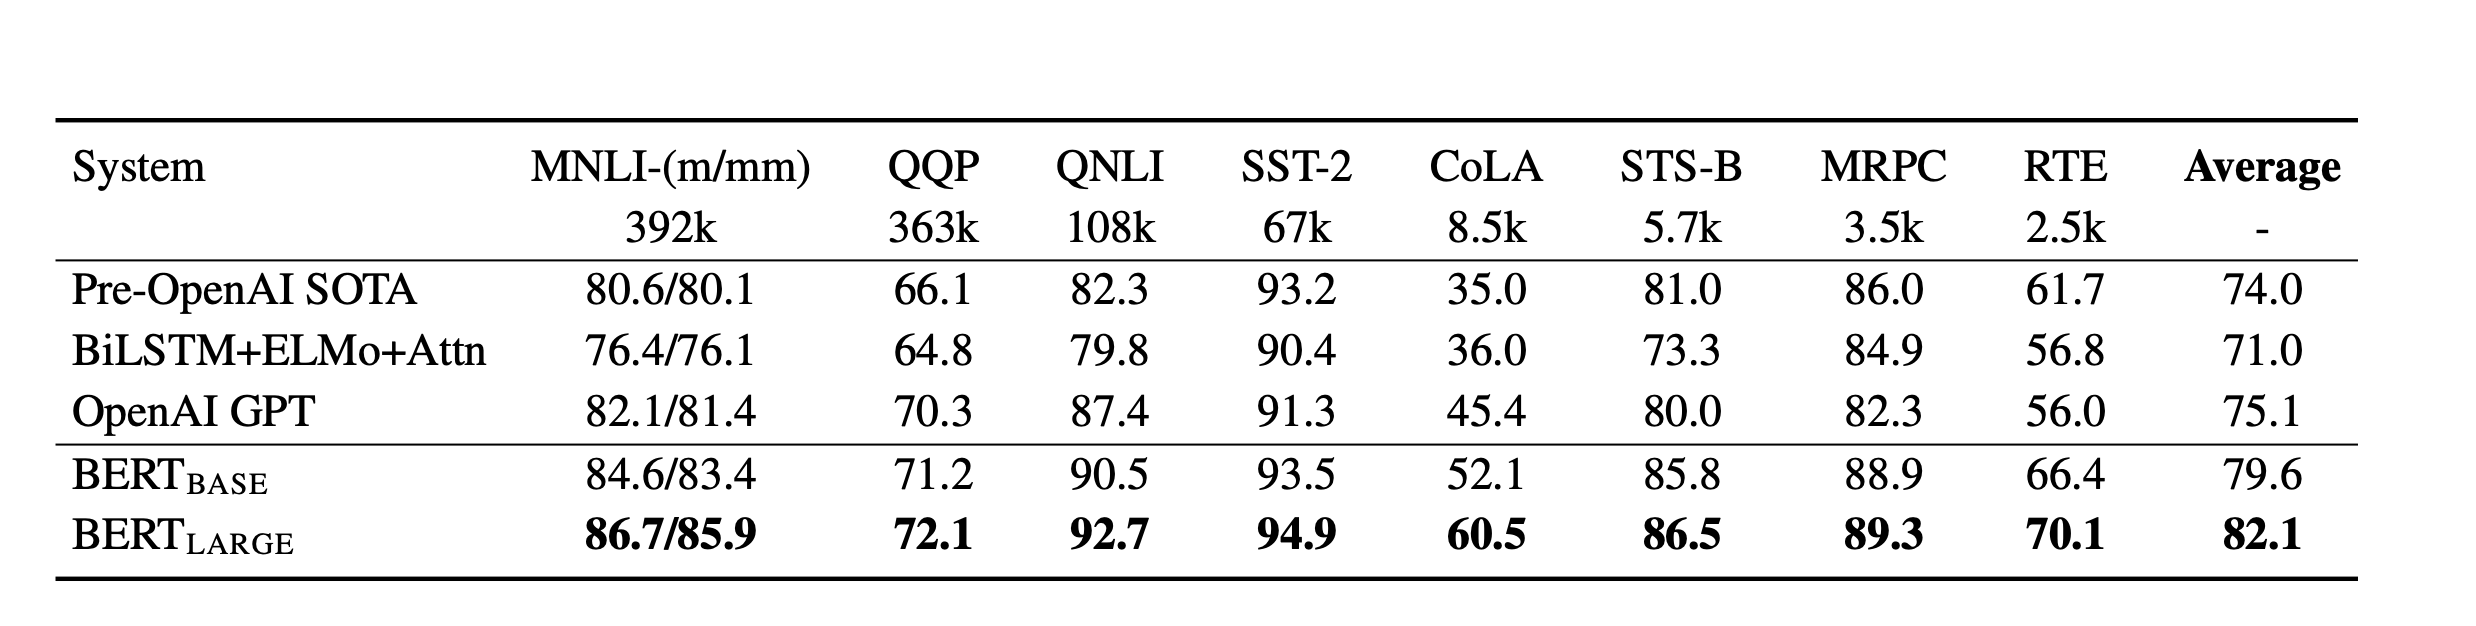 System MNLI-(m/mm) QQP QNLI SST-2 CoLA STS-B MRPC RTE Average
392k 363k 108k 67k 8.5k 5.7k 3.5k 2.5k -
Pre-OpenAI SOTA 80.6/80.1 66.1 82.3 93.2 35.0 81.0 86.0 61.7 74.0
BiLSTM+ELMo+Attn 76.4/76.1 64.8 79.8 90.4 36.0 73.3 84.9 56.8 71.0
OpenAI GPT 82.1/81.4 70.3 87.4 91.3 45.4 80.0 82.3 56.0 75.1
BERTBASE 84.6/83.4 71.2 90.5 93.5 52.1 85.8 88.9 66.4 79.6
BERTLARGE 86.7/85.9 72.1 92.7 94.9 60.5 86.5 89.3 70.1 82.1